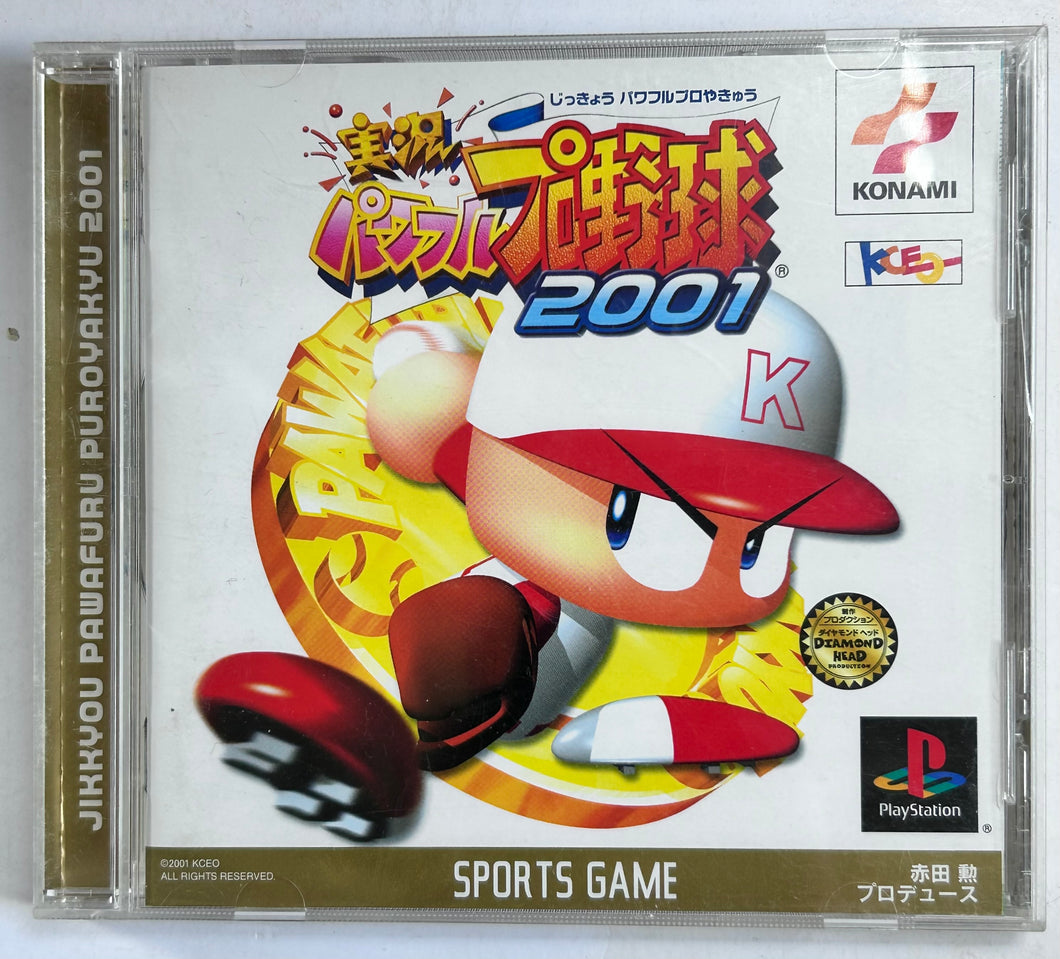 JIKKYOU PAWAFURU PUROYAKYU 2001
じっきょう パワフルプロやきゅう
実況
パワフル
プロ野球
2001
®
KONAMI
KCEO
PAWA
K
製作
プロダクション
ダイヤモンド ヘッド
DIAMOND
HEAD
PRODUCTION
PlayStation
®
©2001 KCEO
ALL RIGHTS RESERVED.
SPORTS GAME
赤田 勲
プロデュース